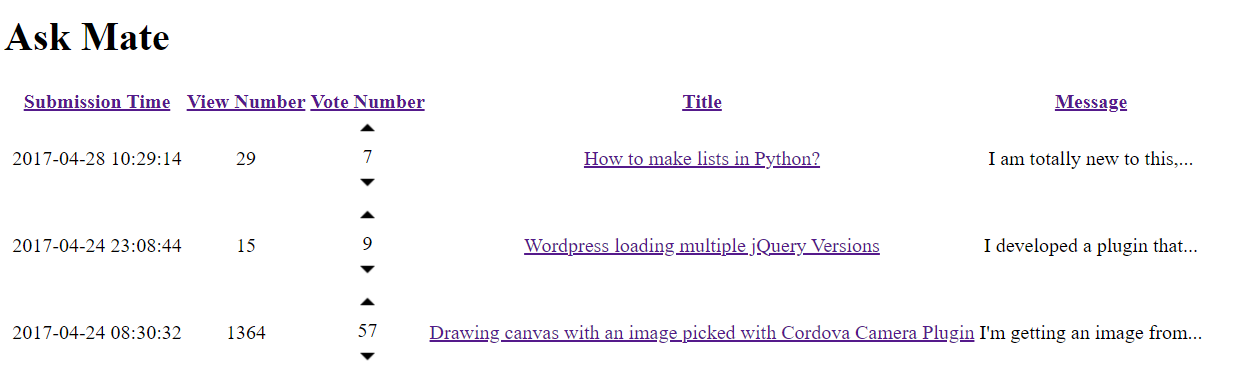 Ask Mate
Submission Time View Number Vote Number Title Message
2017-04-28 10:29:14 29 7 How to make lists in Python? I am totally new to this,...
2017-04-24 23:08:44 15 9 Wordpress loading multiple jQuery Versions I developed a plugin that...
2017-04-24 08:30:32 1364 57 Drawing canvas with an image picked with Cordova Camera Plugin I'm getting an image from...